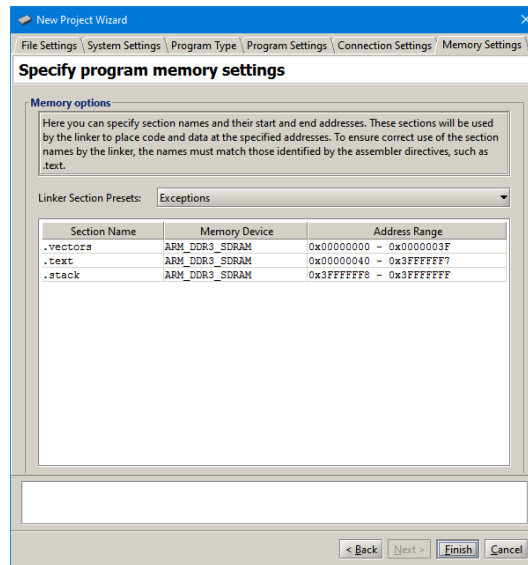 New Project Wizard
File Settings System Settings Program Type Program Settings Connection Settings Memory Settings
Specify program memory settings
Memory options
Here you can specify section names and their start and end addresses. These sections will be used
by the linker to place code and data at the specified addresses. To ensure correct use of the section
names by the linker, the names must match those identified by the assembler directives, such as
.text.
Linker Section Presets: Exceptions
Section Name Memory Device Address Range
.vectors ARM_DDR3_SDRAM 0x00000000 - 0x0000003F
.text ARM_DDR3_SDRAM 0x00000040 - 0x3FFFFFF7
.stack ARM_DDR3_SDRAM 0x3FFFFFF8 - 0x3FFFFFFF
< Back Next > Finish Cancel